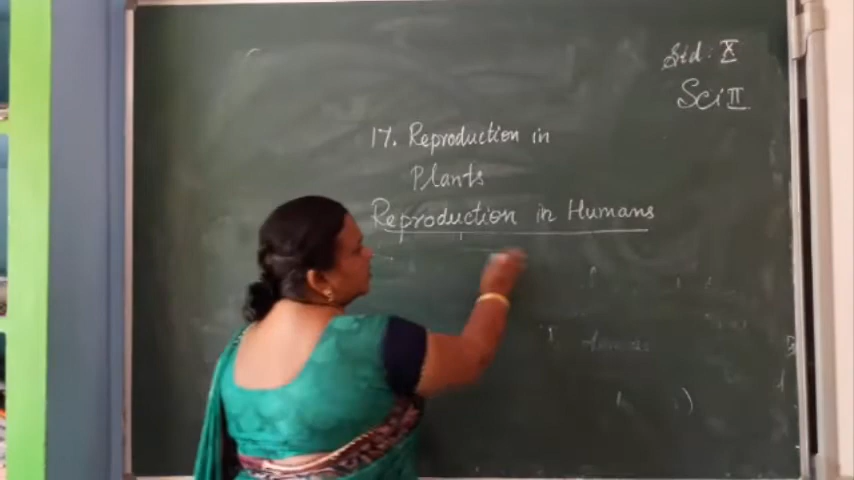 Std: X
Sci II
17. Reproduction in
Plants
Reproduction in Humans